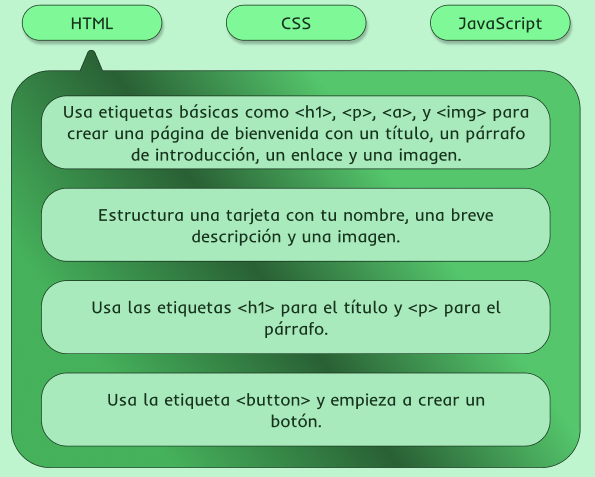 HTML
CSS
JavaScript
Usa etiquetas básicas como <h1>, <p>, <a>, y <img> para
crear una página de bienvenida con un título, un párrafo
de introducción, un enlace y una imagen.
Estructura una tarjeta con tu nombre, una breve
descripción y una imagen.
Usa las etiquetas <h1> para el título y <p> para el
párrafo.
Usa la etiqueta <button> y empieza a crear un
botón.